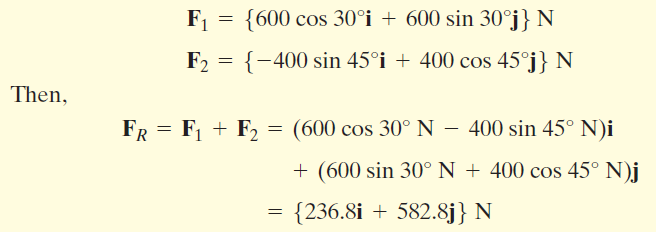 F₁ = {600 cos 30°i + 600 sin 30°j} N
F₂ = {−400 sin 45°i + 400 cos 45°j} N
Then,
F_R = F₁ + F₂ = (600 cos 30° N − 400 sin 45° N)i
+ (600 sin 30° N + 400 cos 45° N)j
= {236.8i + 582.8j} N